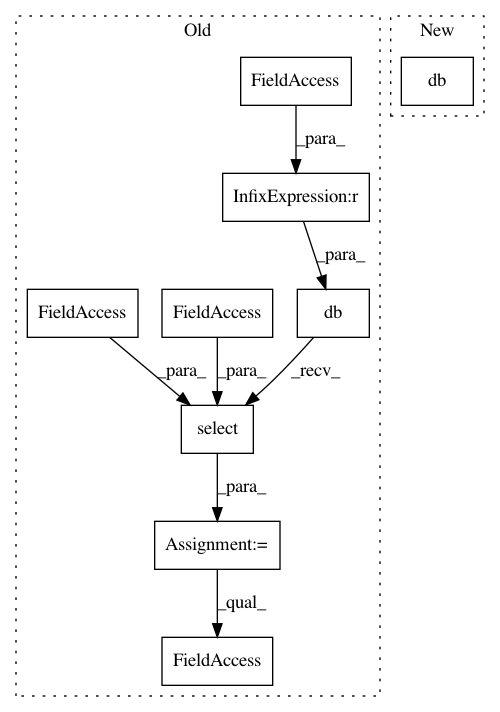 Old
New
FieldAccess
db
_para_
InfixExpression:r
_para_
FieldAccess
FieldAccess
db
_para_
_para_
_recv_
select
_para_
Assignment:=
_qual_
FieldAccess